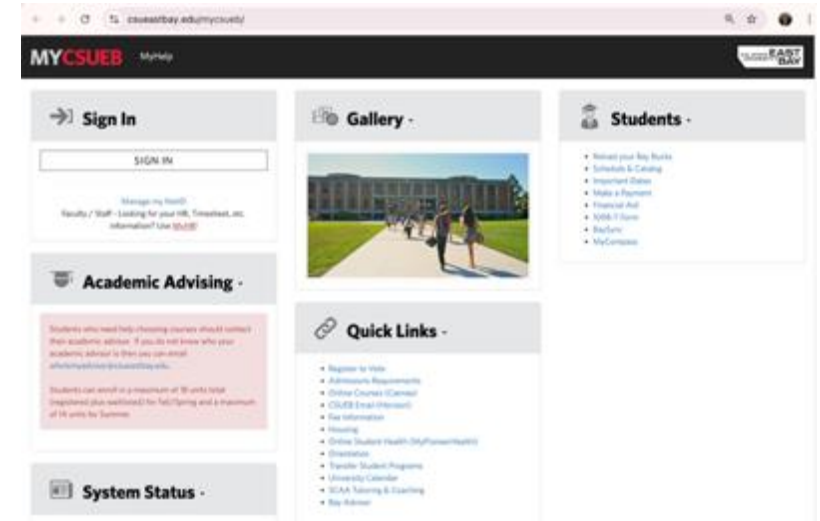 csueastbay.edu/mycsueb/
MYCSUEB MyHelp
EAST
BAY
Sign In
SIGN IN
Manage my NetID
Faculty / Staff - Looking for your HR, Timesheet, etc.
information? Use MyHR!
Academic Advising -
Students who need help choosing courses should contact
their academic advisor. If you do not know who your
academic advisor is then you can email
whoismyadvisor@csueastbay.edu.
Students can enroll in a maximum of 18 units total
(registered plus waitlisted) for fall/Spring and a maximum
of 14 units for Summer.
System Status -
Gallery -
Quick Links -
Register to Vote
Admissions Requirements
Online Courses (Canvas)
CSUEB Email (Horizon)
Fee Information
Housing
Online Student Health (MyPioneerHealth)
Orientation
Transfer Student Programs
University Calendar
SCAA Tutoring & Coaching
Bay Advisor
Students -
Reload your Bay Bucks
Schedule & Catalog
Important Dates
Make a Payment
Financial Aid
1098-T Form
BaySync
MyCompass